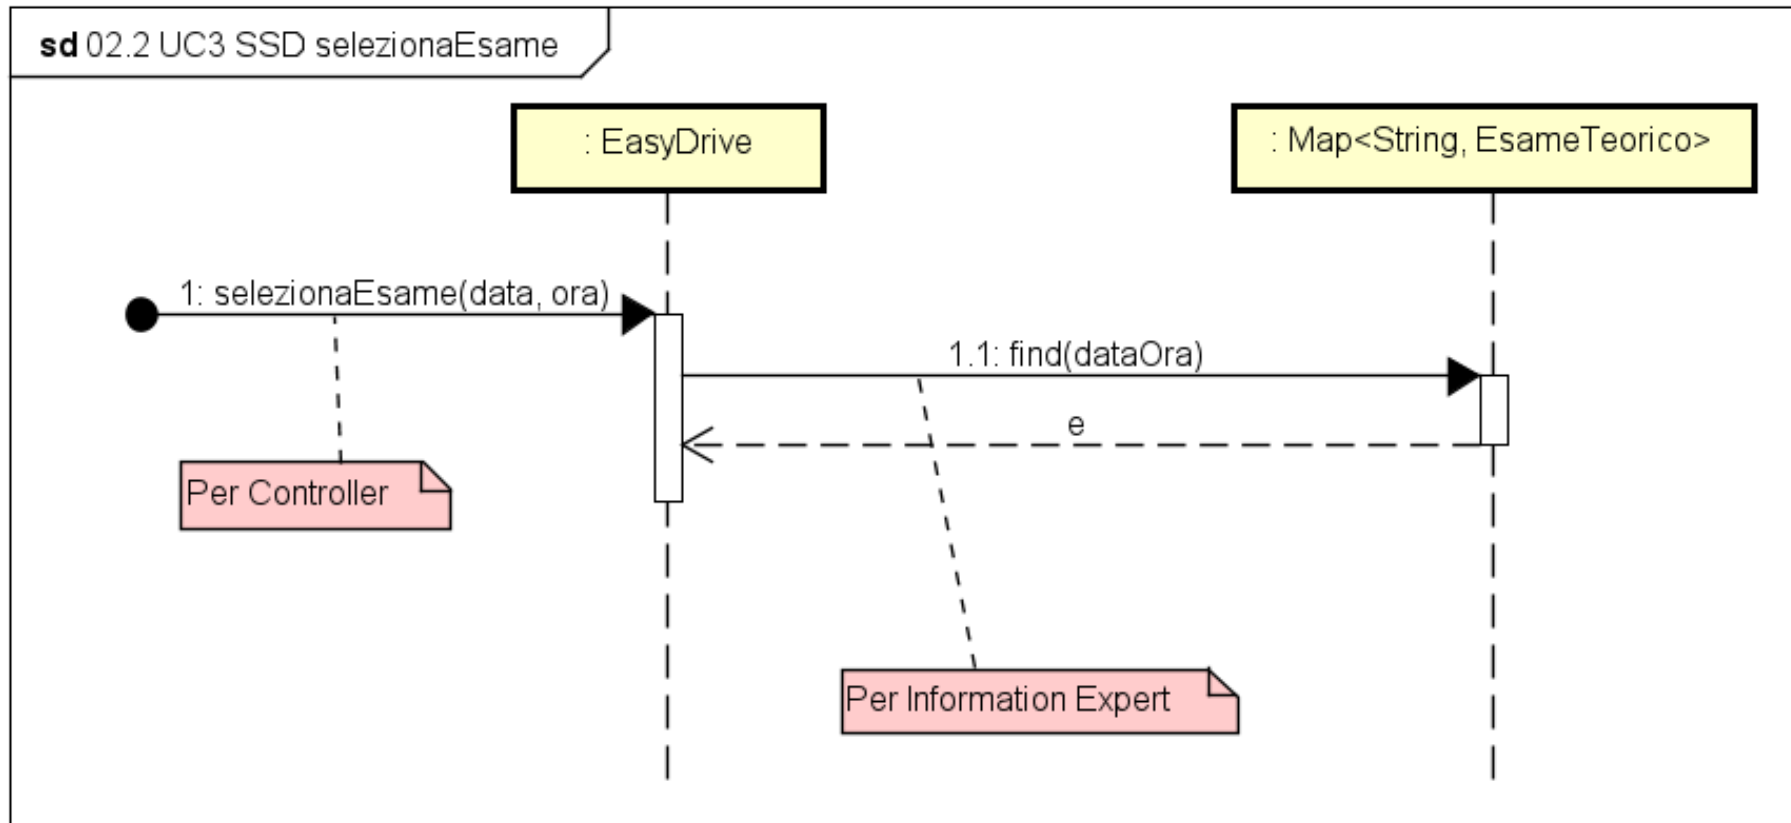 sd 02.2 UC3 SSD selezionaEsame
: EasyDrive
: Map<String, EsameTeorico>
1: selezionaEsame(data, ora)
1.1: find(dataOra)
e
Per Controller
Per Information Expert